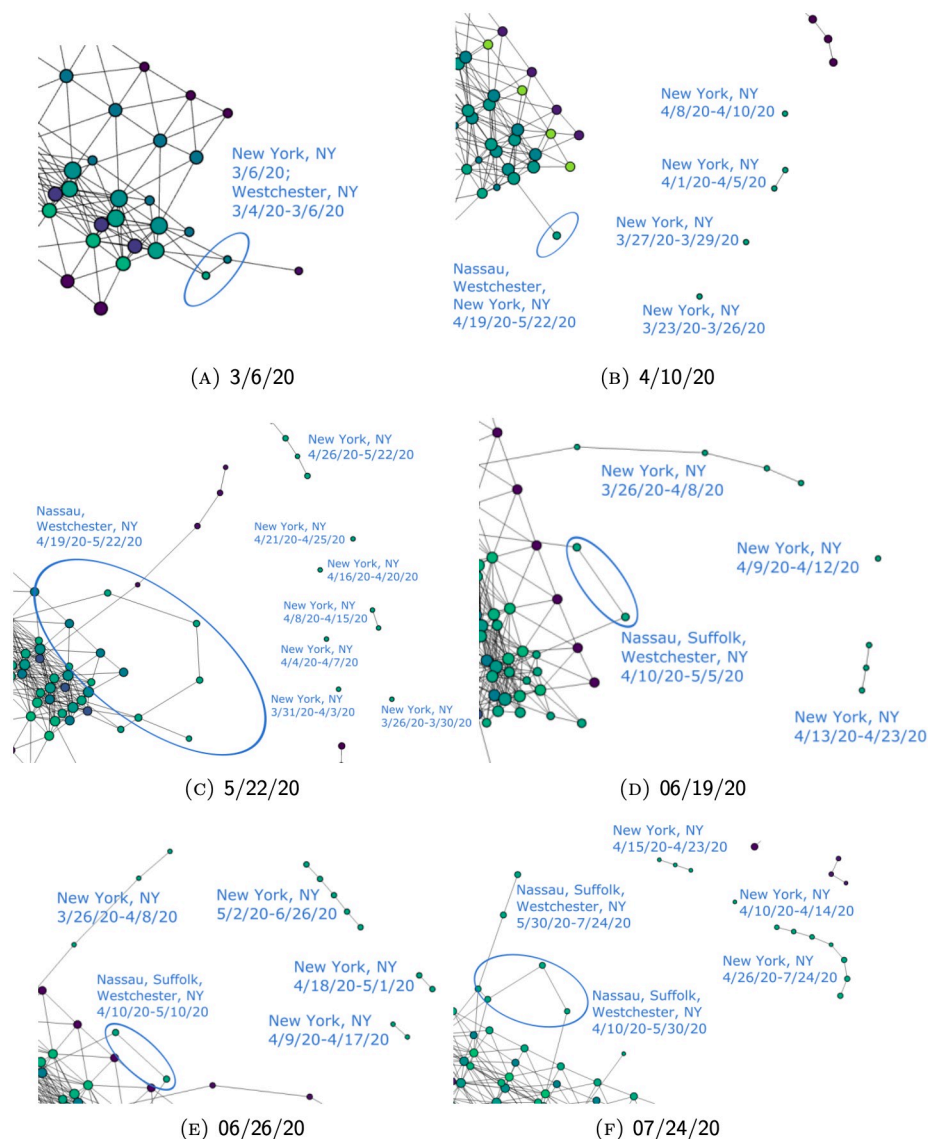 New York, NY
3/6/20;
Westchester, NY
3/4/20-3/6/20
(A) 3/6/20
New York, NY
4/8/20-4/10/20
New York, NY
4/1/20-4/5/20
New York, NY
3/27/20-3/29/20
Nassau,
Westchester,
New York, NY
4/19/20-5/22/20
New York, NY
3/23/20-3/26/20
(B) 4/10/20
New York, NY
4/26/20-5/22/20
Nassau,
Westchester, NY
4/19/20-5/22/20
New York, NY
4/21/20-4/25/20
New York, NY
4/16/20-4/20/20
New York, NY
4/8/20-4/15/20
New York, NY
4/4/20-4/7/20
New York, NY
3/31/20-4/3/20
New York, NY
3/26/20-3/30/20
(C) 5/22/20
New York, NY
3/26/20-4/8/20
New York, NY
4/9/20-4/12/20
Nassau, Suffolk,
Westchester, NY
4/10/20-5/5/20
New York, NY
4/13/20-4/23/20
(D) 06/19/20
New York, NY
3/26/20-4/8/20
New York, NY
5/2/20-6/26/20
Nassau, Suffolk,
Westchester, NY
4/10/20-5/10/20
New York, NY
4/18/20-5/1/20
New York, NY
4/9/20-4/17/20
(E) 06/26/20
New York, NY
4/15/20-4/23/20
Nassau, Suffolk,
Westchester, NY
5/30/20-7/24/20
New York, NY
4/10/20-4/14/20
New York, NY
4/26/20-7/24/20
Nassau, Suffolk,
Westchester, NY
4/10/20-5/30/20
(F) 07/24/20